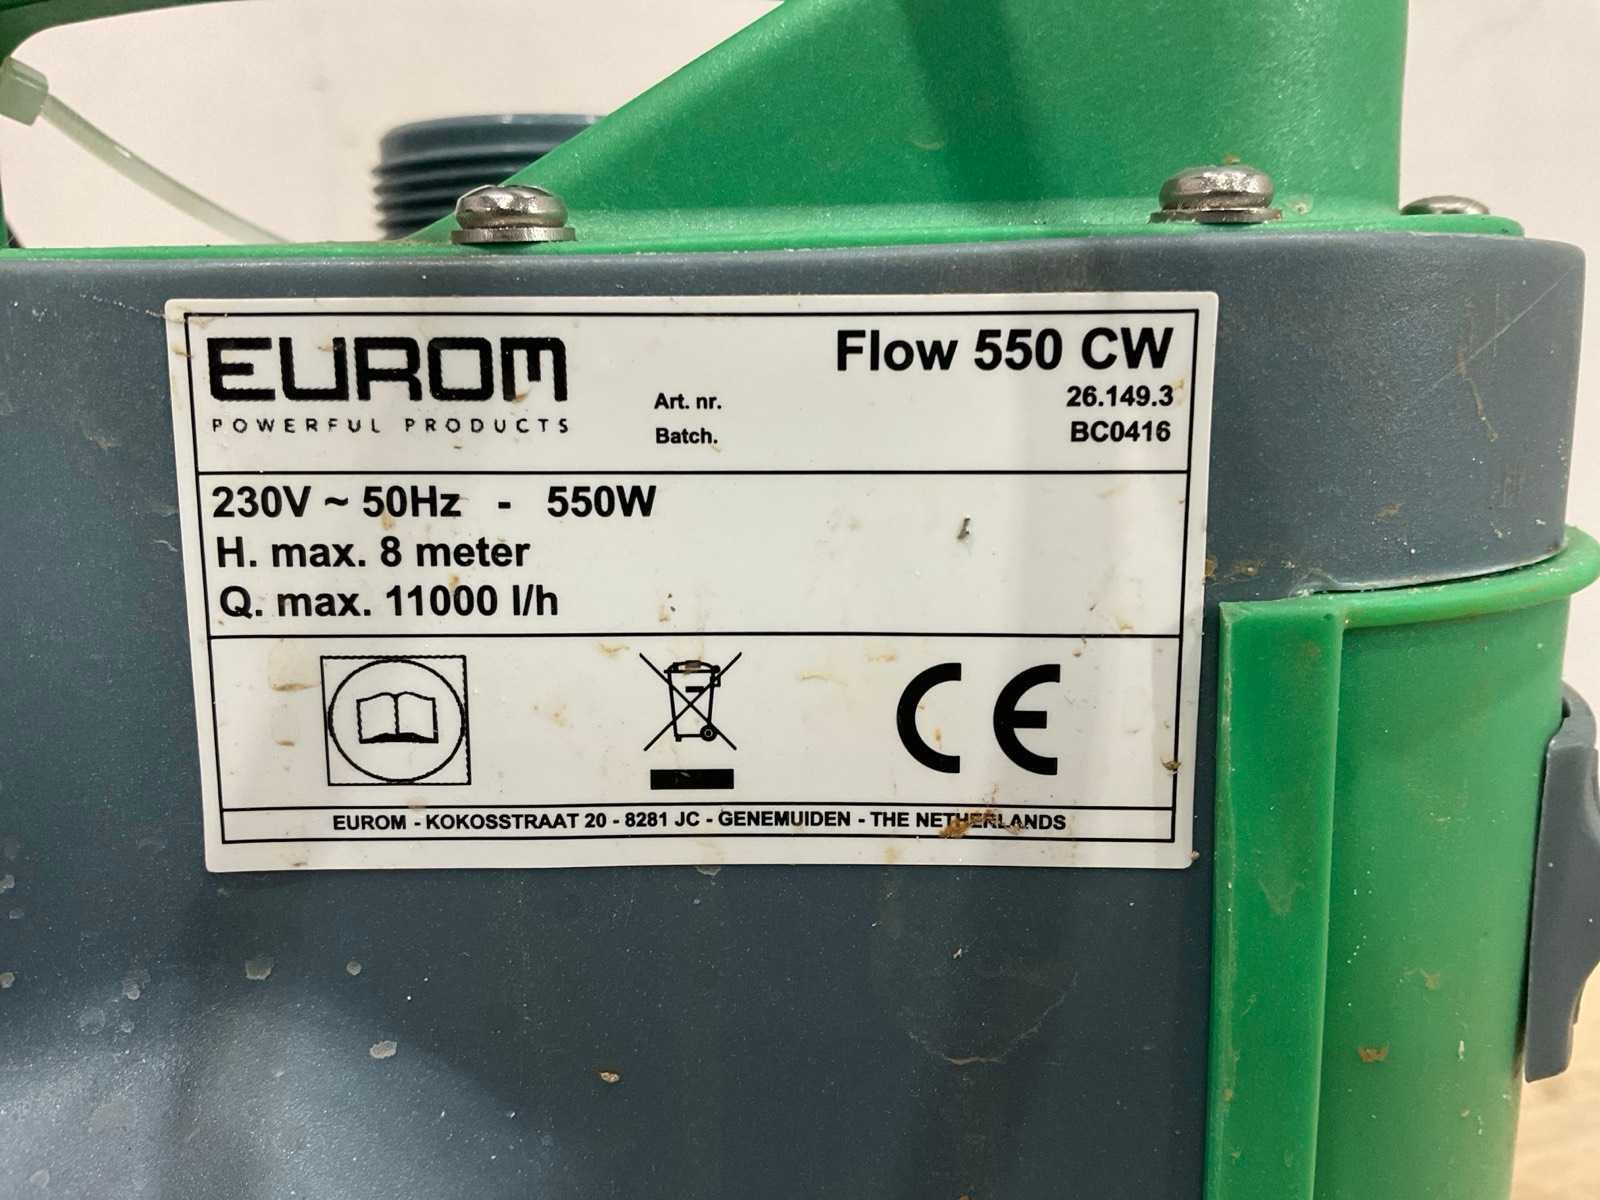 EUROM
POWERFUL PRODUCTS
Flow 550 CW
Art. nr. 26.149.3
Batch. BC0416
230V ~ 50Hz - 550W
H. max. 8 meter
Q. max. 11000 l/h
CE
EUROM - KOKOSSTRAAT 20 - 8281 JC - GENEMUIDEN - THE NETHERLANDS